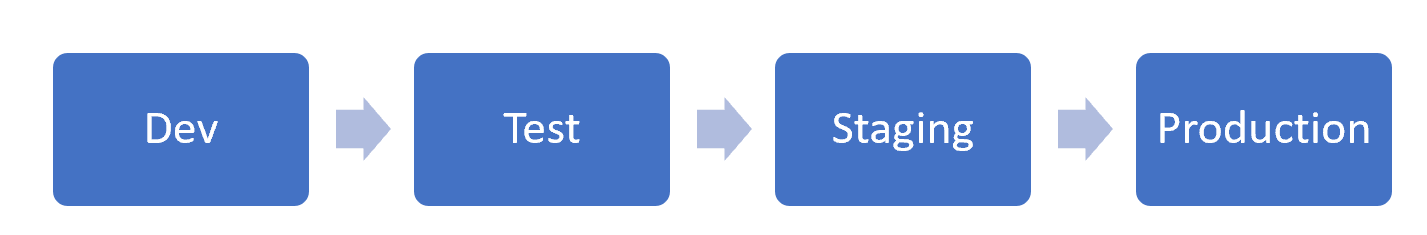 Dev
Test
Staging
Production